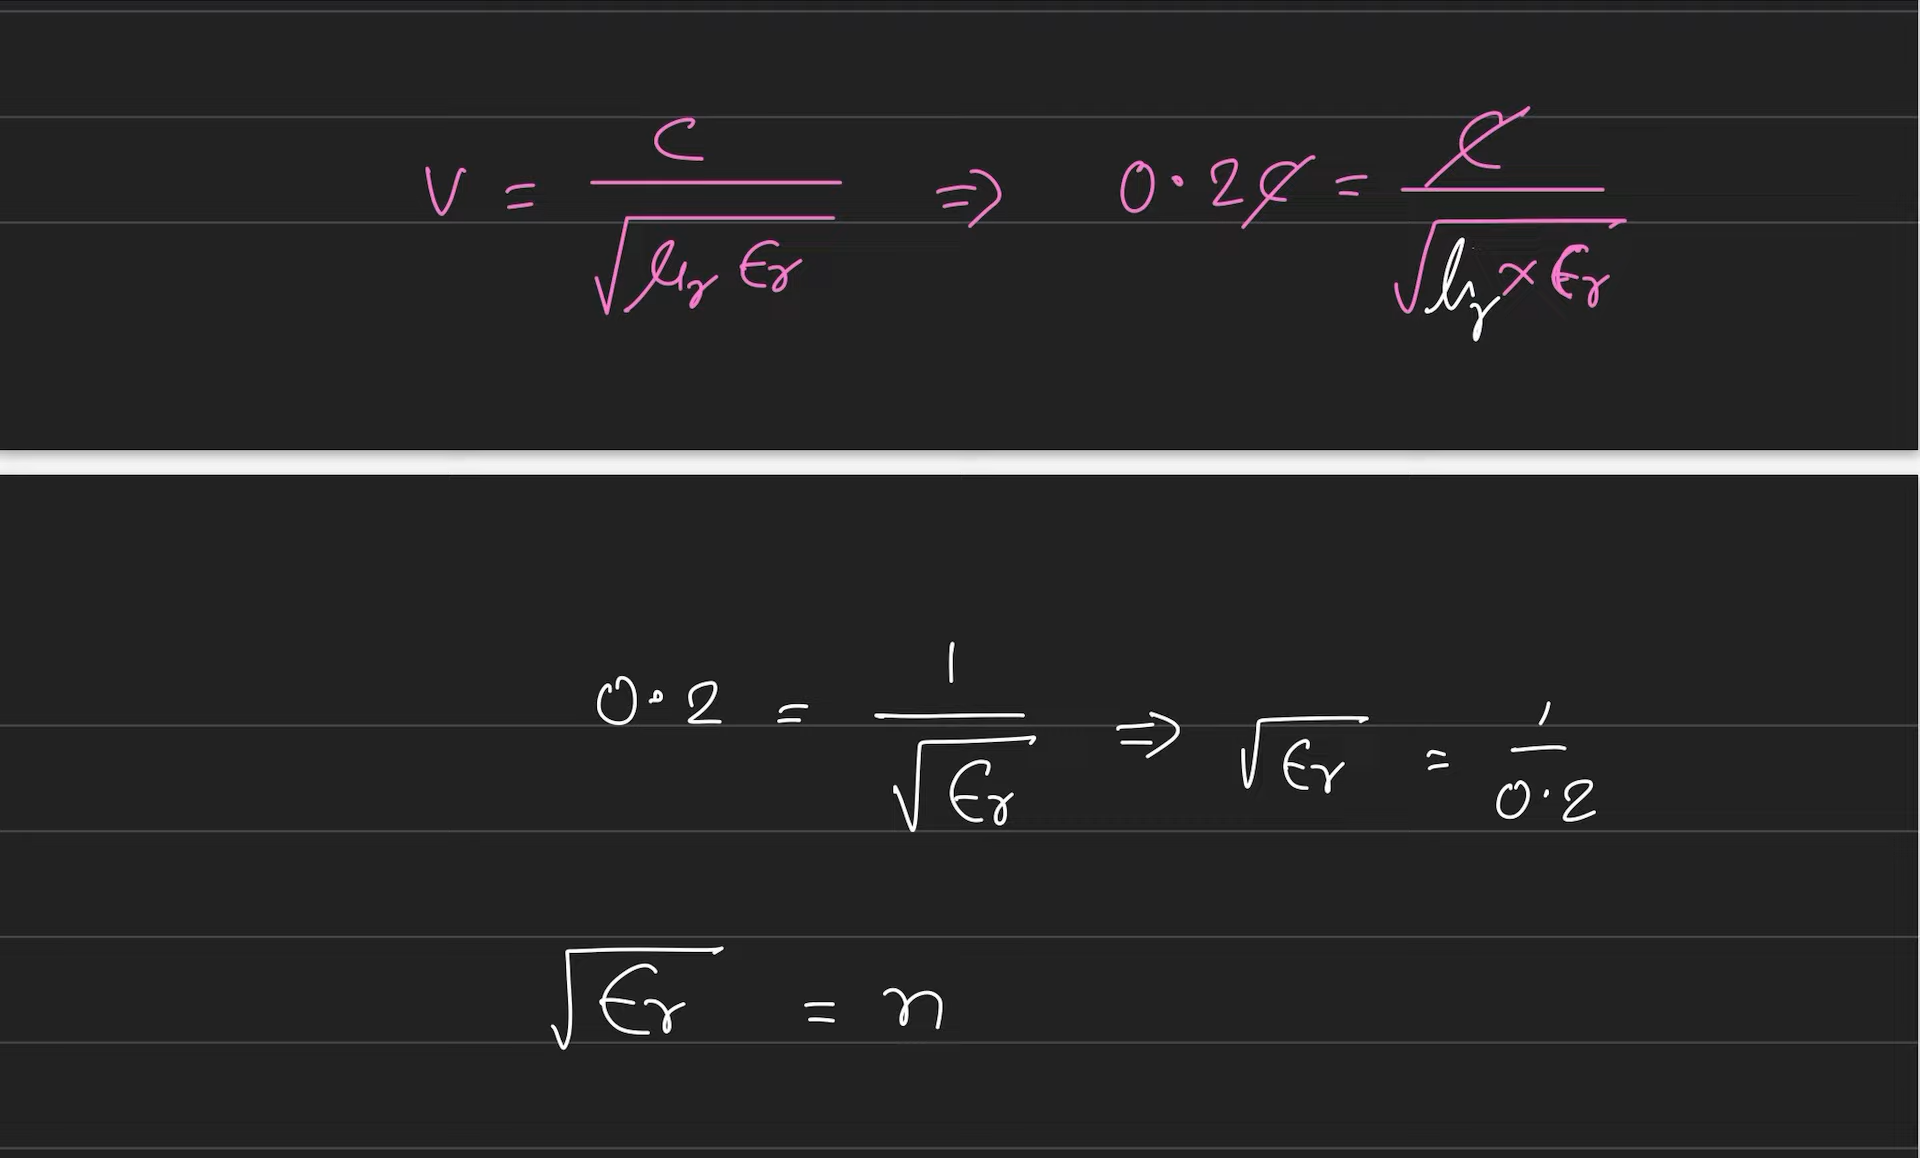 V = C / √(μr εr) ⇒ 0.2C = C / √(μr × εr)
0.2 = 1 / √εr ⇒ √εr = 1 / 0.2
√εr = n